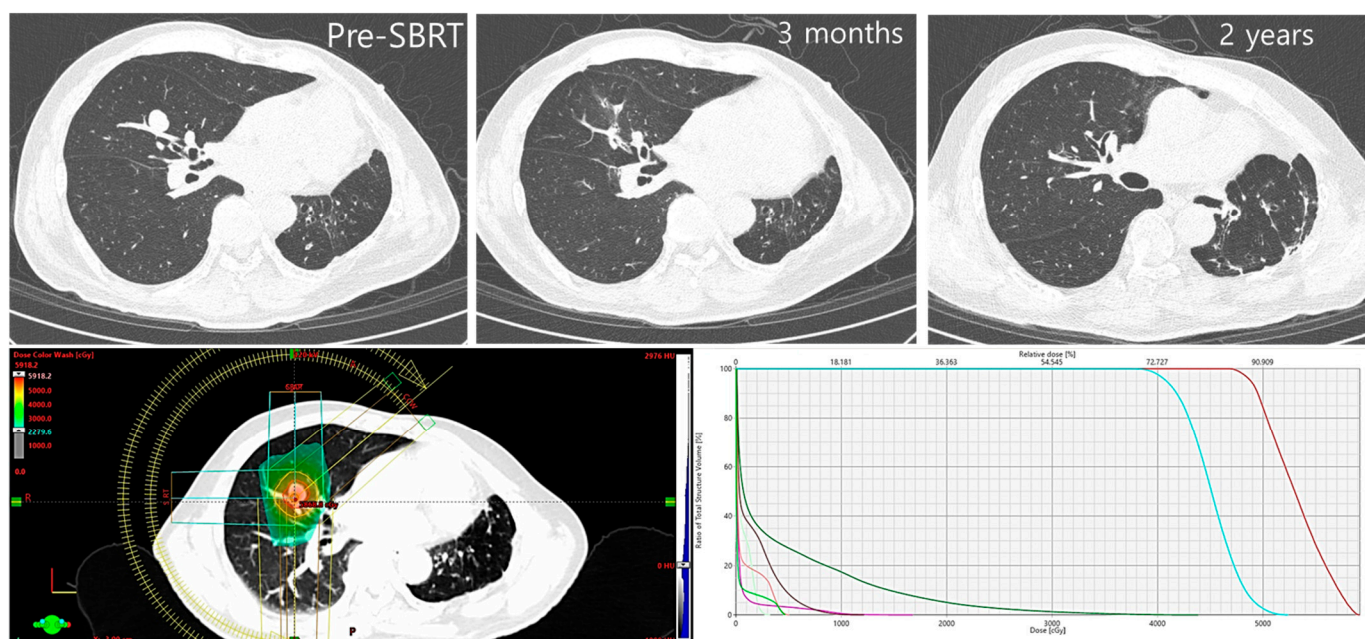 Pre-SBRT
3 months
2 years
Dose Color Wash [cGy]
5918.2
5918.2
5000.0
4000.0
3000.0
2279.6
1000.0
0.0
2976 HU
R
0 HU
P
Relative dose [%]
0 18.181 36.363 54.545 72.727 90.909
Ratio of Total Structure Volume [%]
100
80
60
40
20
0
0 1000 2000 3000 4000 5000
Dose [cGy]